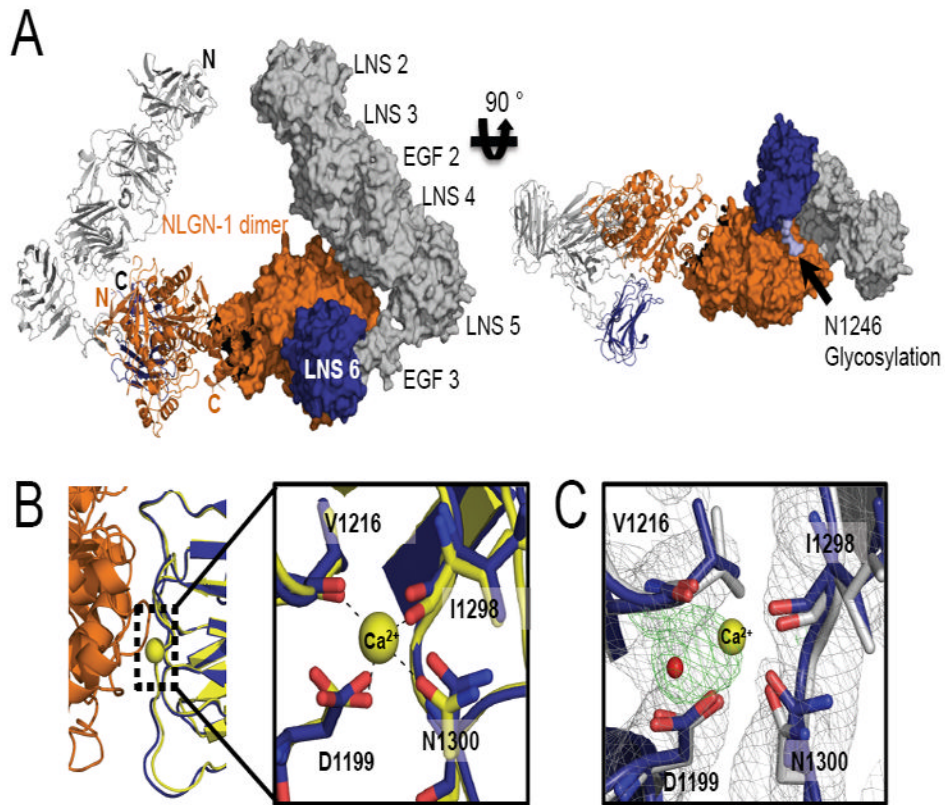 A
N
LNS 2
LNS 3
EGF 2
LNS 4
LNS 5
EGF 3
LNS 6
NLGN-1 dimer
N
C
C
90 °
N1246
Glycosylation
B
V1216
I1298
Ca2+
D1199
N1300
C
V1216
I1298
Ca2+
D1199
N1300